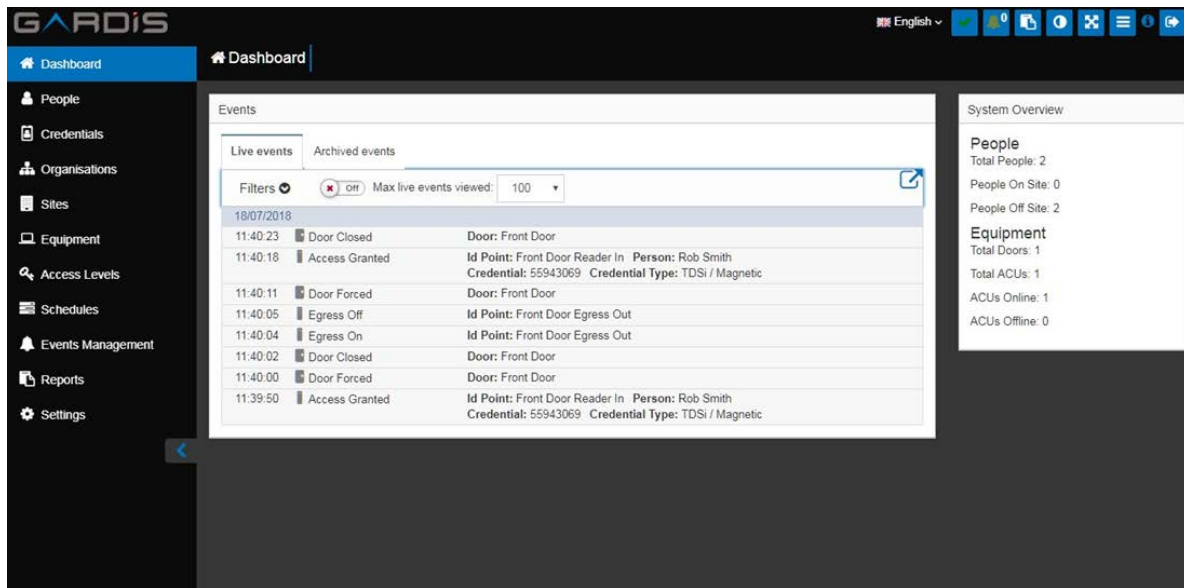 GARDiS
English
0
Dashboard
People
Credentials
Organisations
Sites
Equipment
Access Levels
Schedules
Events Management
Reports
Settings
Dashboard
Events
Live events Archived events
Filters Off Max live events viewed: 100
18/07/2018
11:40:23 Door Closed Door: Front Door
11:40:18 Access Granted Id Point: Front Door Reader In Person: Rob Smith
Credential: 55943069 Credential Type: TDSi / Magnetic
11:40:11 Door Forced Door: Front Door
11:40:05 Egress Off Id Point: Front Door Egress Out
11:40:04 Egress On Id Point: Front Door Egress Out
11:40:02 Door Closed Door: Front Door
11:40:00 Door Forced Door: Front Door
11:39:50 Access Granted Id Point: Front Door Reader In Person: Rob Smith
Credential: 55943069 Credential Type: TDSi / Magnetic
System Overview
People
Total People: 2
People On Site: 0
People Off Site: 2
Equipment
Total Doors: 1
Total ACUs: 1
ACUs Online: 1
ACUs Offline: 0